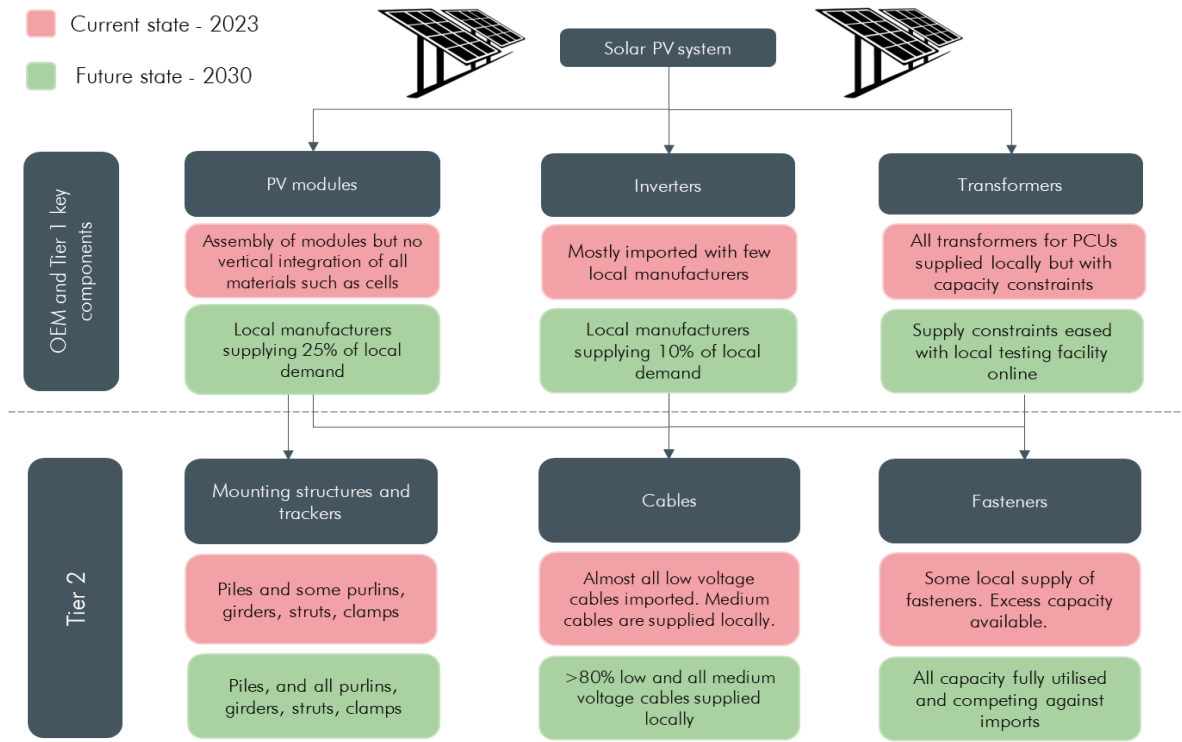 Current state - 2023
Future state - 2030
Solar PV system
OEM and Tier 1 key
components
PV modules
Assembly of modules but no
vertical integration of all
materials such as cells
Local manufacturers
supplying 25% of local
demand
Inverters
Mostly imported with few
local manufacturers
Local manufacturers
supplying 10% of local
demand
Transformers
All transformers for PCUs
supplied locally but with
capacity constraints
Supply constraints eased
with local testing facility
online
Tier 2
Mounting structures and
trackers
Piles and some purlins,
girders, struts, clamps
Piles, and all purlins,
girders, struts, clamps
Cables
Almost all low voltage
cables imported. Medium
cables are supplied locally.
>80% low and all medium
voltage cables supplied
locally
Fasteners
Some local supply of
fasteners. Excess capacity
available.
All capacity fully utilised
and competing against
imports